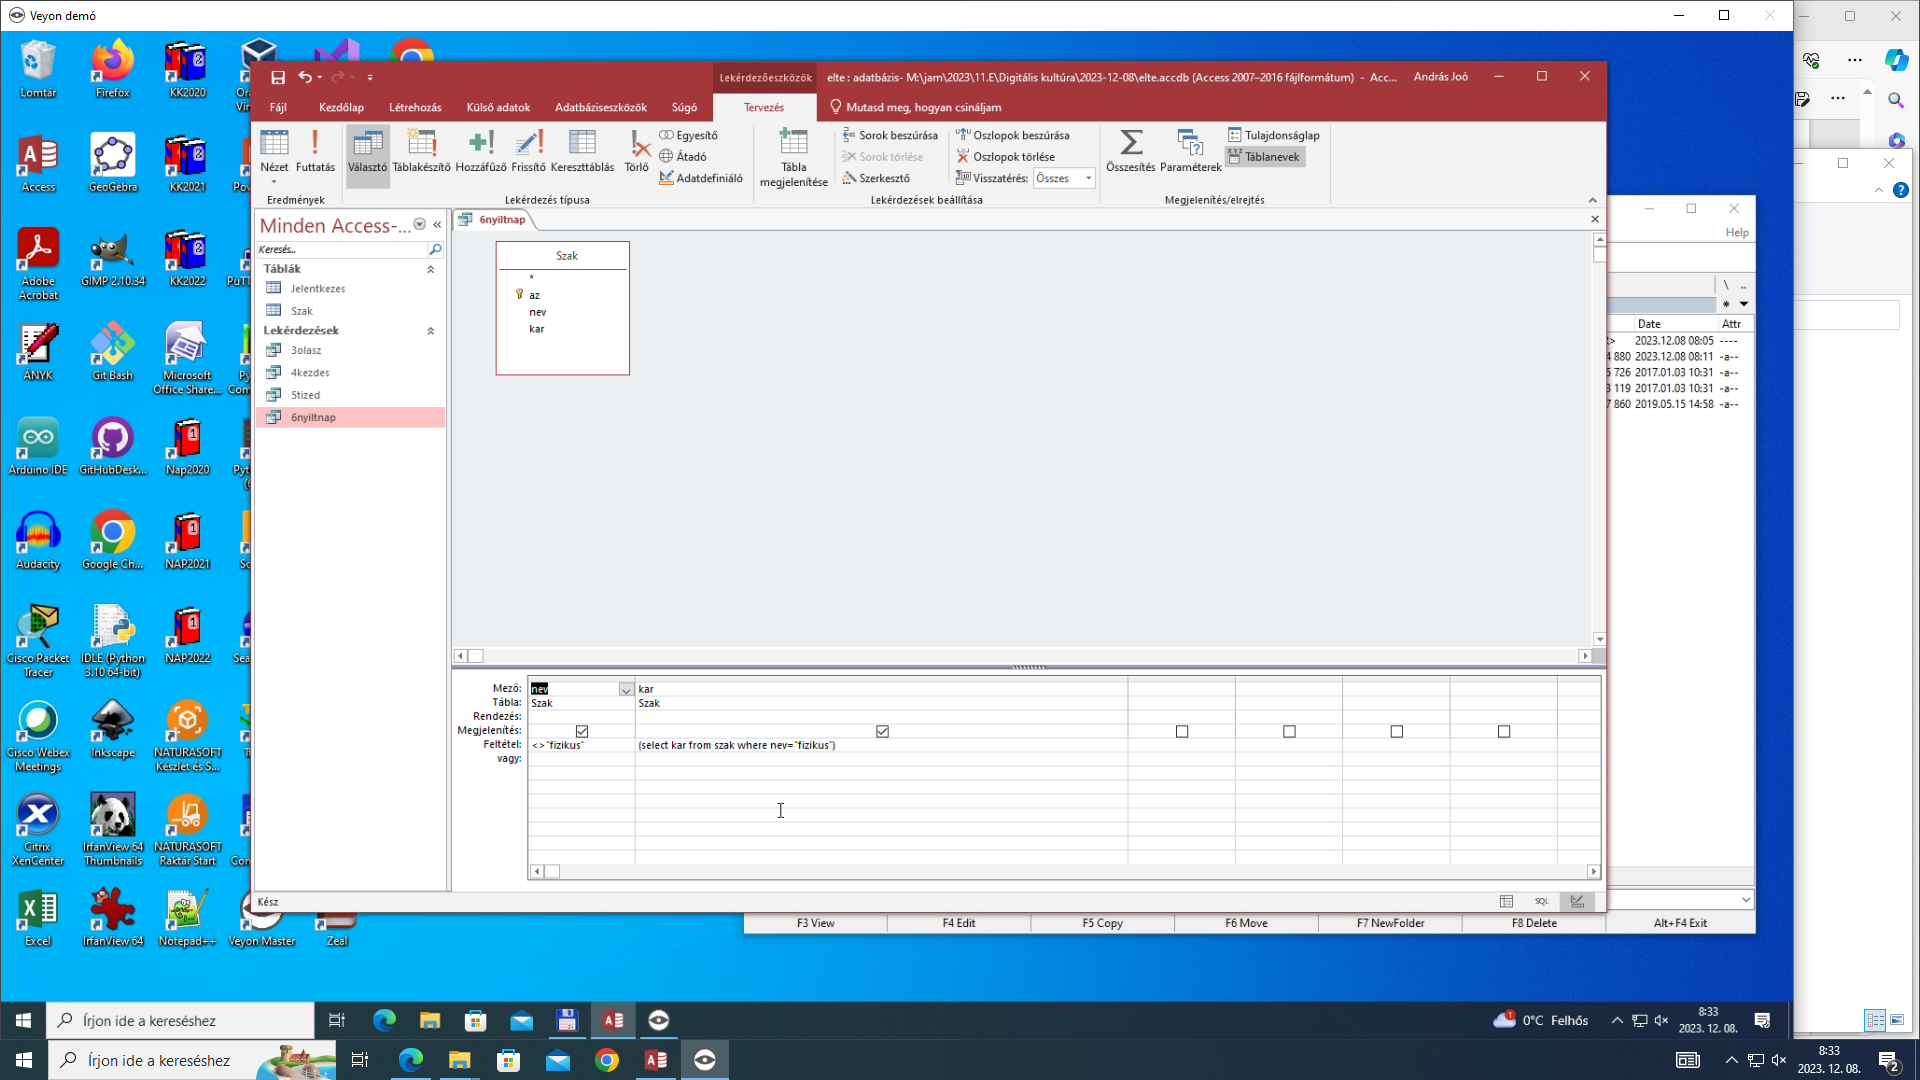 Veyon demó
Lekérdezőeszközök
elte : adatbázis- M:\jam\2023\11.E\Digitális kultúra\2023-12-08\elte.accdb (Access 2007–2016 fájlformátum) - Acc...
András Joó
Fájl
Kezdőlap
Létrehozás
Külső adatok
Adatbáziseszközök
Súgó
Tervezés
Mutasd meg, hogyan csináljam
Nézet
Futtatás
Választó
Táblakészítő
Hozzáfűző
Frissítő
Kereszttáblás
Törlő
Egyesítő
Átadó
Adatdefiniáló
Tábla
megjelenítése
Sorok beszúrása
Sorok törlése
Szerkesztő
Oszlopok beszúrása
Oszlopok törlése
Visszatérés:
Összes
Összesítés
Paraméterek
Tulajdonságlap
Táblanevek
Eredmények
Lekérdezés típusa
Lekérdezések beállítása
Megjelenítés/elrejtés
Minden Access-...
Keresés...
Táblák
Jelentkezes
Szak
Lekérdezések
3olasz
4kezdes
5tized
6nyiltnap
6nyiltnap
Szak
*
az
nev
kar
Mező:
nev
kar
Tábla:
Szak
Szak
Rendezés:
Megjelenítés:
Feltétel:
<>"fizikus"
(select kar from szak where nev="fizikus")
vagy:
Kész
SQL
Help
\
..
*
Date
Attr
2023.12.08 08:05 ----
880 2023.12.08 08:11 -a--
726 2017.01.03 10:31 -a--
119 2017.01.03 10:31 -a--
860 2019.05.15 14:58 -a--
F3 View
F4 Edit
F5 Copy
F6 Move
F7 NewFolder
F8 Delete
Alt+F4 Exit
Lomtár
Firefox
KK2020
Access
GeoGebra
KK2021
Adobe
Acrobat
GIMP 2.10.34
KK2022
ÁNYK
Git Bash
Microsoft
Office Share...
Arduino IDE
GitHubDesk...
Nap2020
Audacity
Google Ch...
NAP2021
Cisco Packet
Tracer
IDLE (Python
3.10 64-bit)
NAP2022
Cisco Webex
Meetings
Inkscape
NATURASOFT
Készlet és S...
Citrix
XenCenter
IrfanView 64
Thumbnails
NATURASOFT
Raktár Start
Excel
IrfanView 64
Notepad++
Veyon Master
Zeal
Írjon ide a kereséshez
0°C Felhős
8:33
2023. 12. 08.
Írjon ide a kereséshez
8:33
2023. 12. 08.
2